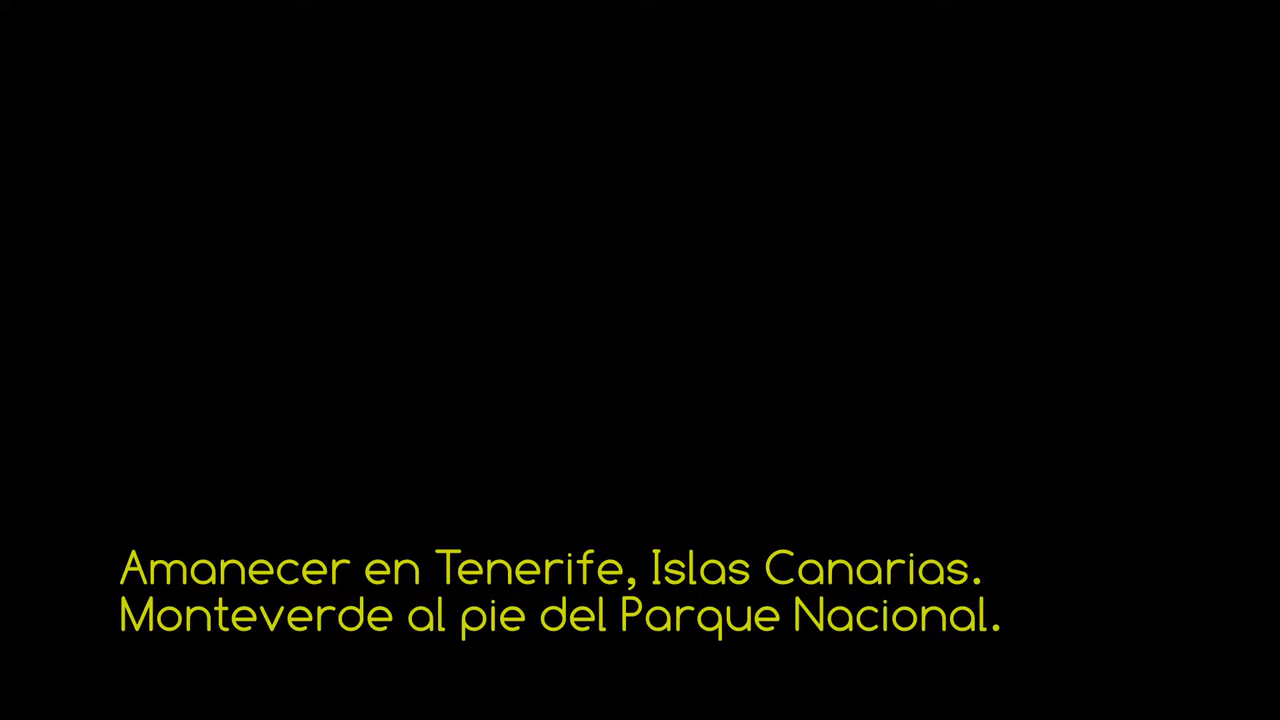 Amanecer en Tenerife, Islas Canarias.
Monteverde al pie del Parque Nacional.